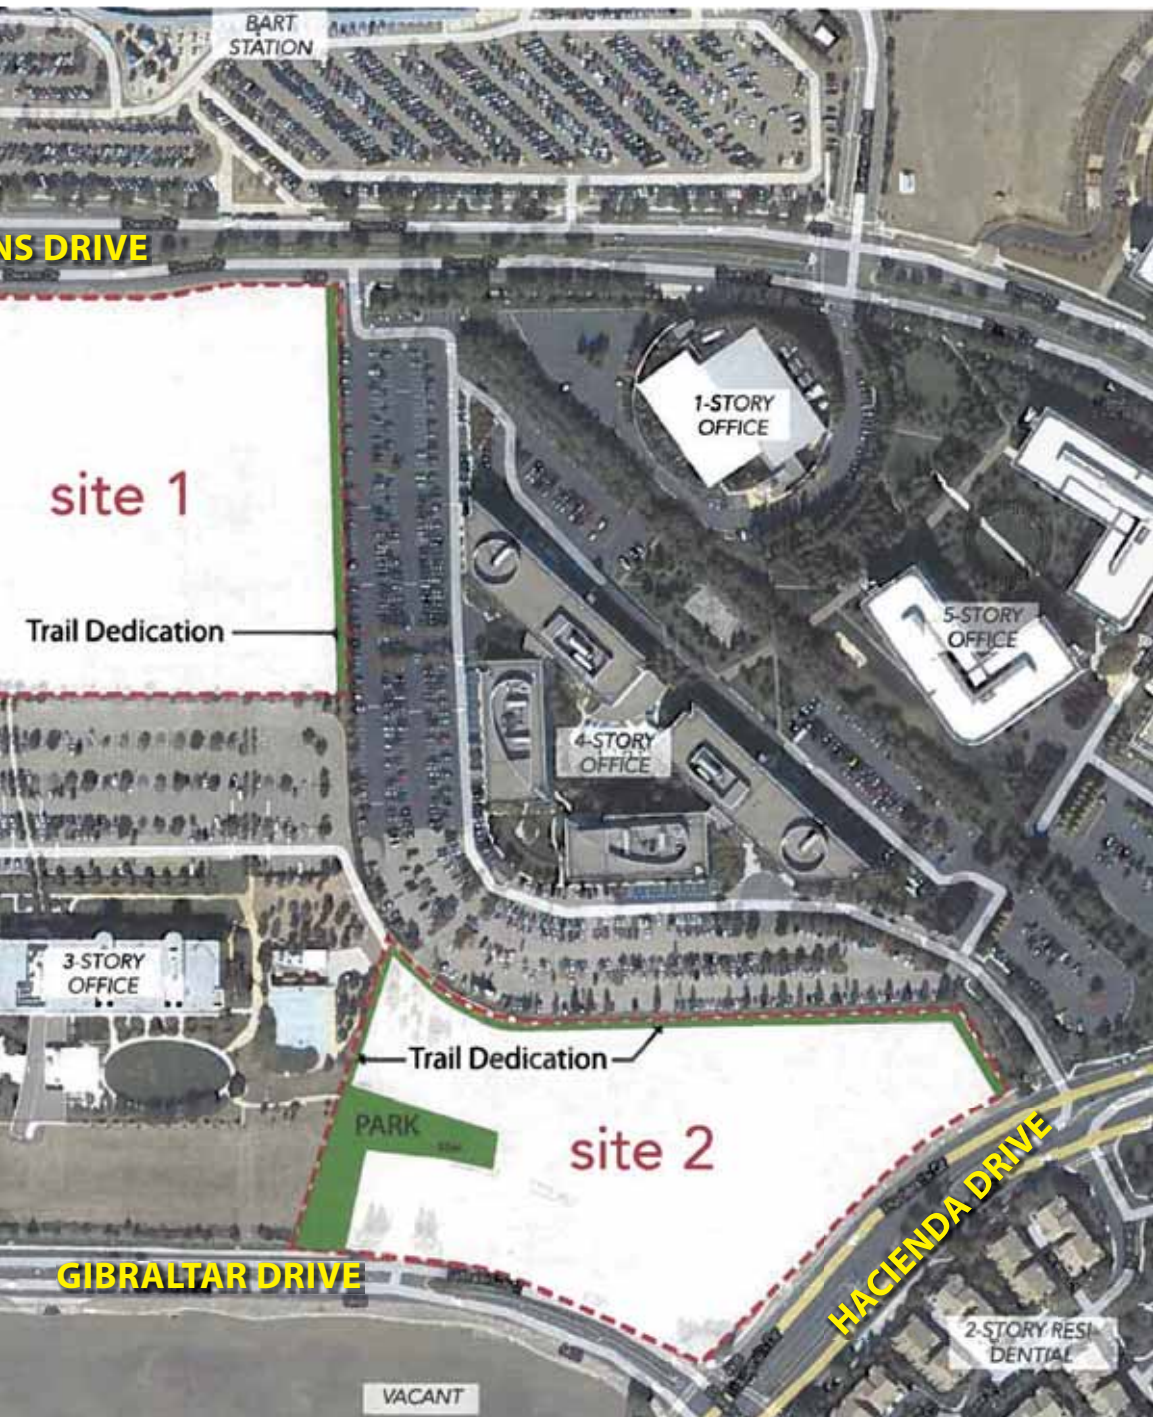 BART
STATION
NS DRIVE
1-STORY
OFFICE
site 1
5-STORY
OFFICE
Trail Dedication
4-STORY
OFFICE
3-STORY
OFFICE
Trail Dedication
PARK
site 2
HACIENDA DRIVE
GIBRALTAR DRIVE
2-STORY RESI-
DENTIAL
VACANT